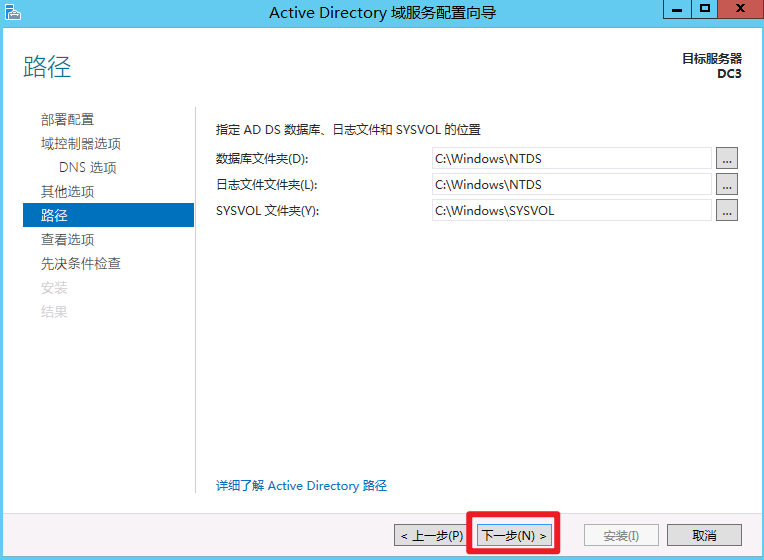 Active Directory 域服务配置向导
路径
目标服务器
DC3
部署配置
域控制器选项
DNS 选项
其他选项
路径
查看选项
先决条件检查
安装
结果
指定 AD DS 数据库、日志文件和 SYSVOL 的位置
数据库文件夹(D): C:\Windows\NTDS ...
日志文件文件夹(L): C:\Windows\NTDS ...
SYSVOL 文件夹(Y): C:\Windows\SYSVOL ...
详细了解 Active Directory 路径
< 上一步(P) 下一步(N) > 安装(I) 取消